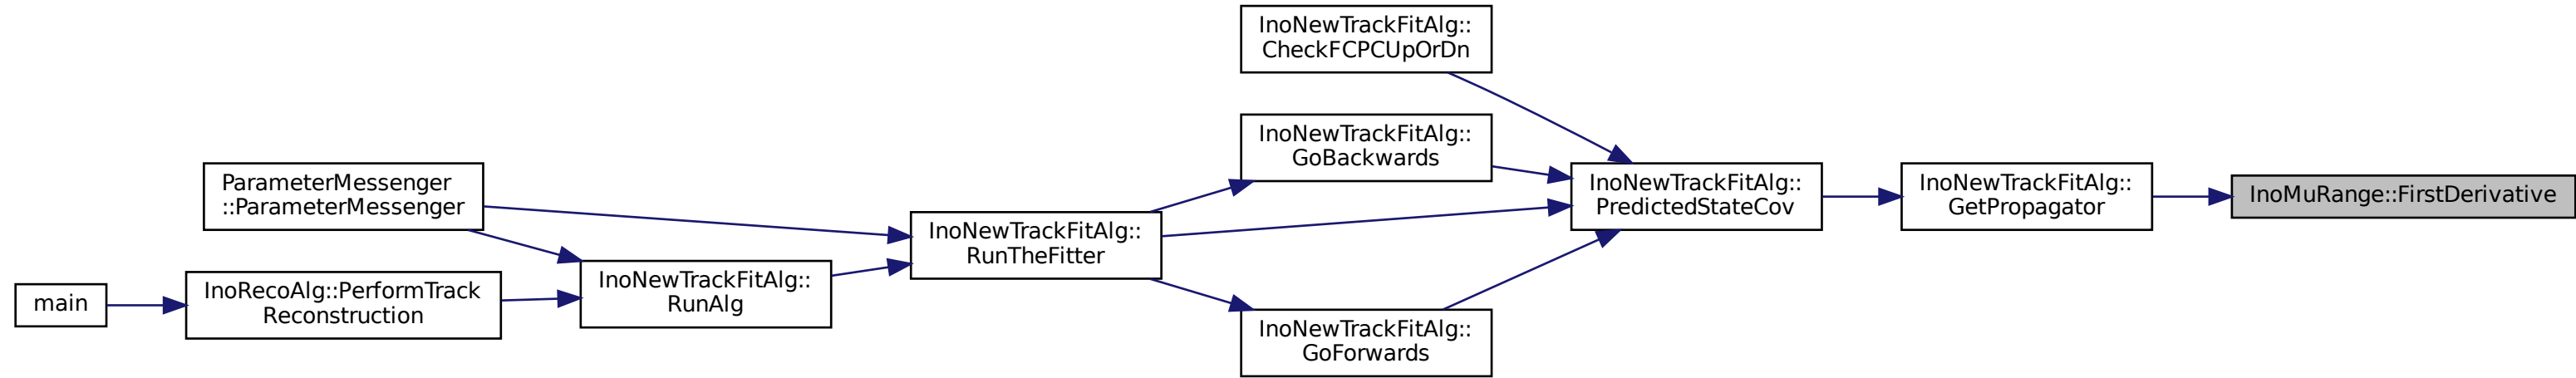 main
InoRecoAlg::PerformTrack
Reconstruction
ParameterMessenger
::ParameterMessenger
InoNewTrackFitAlg::
RunAlg
InoNewTrackFitAlg::
RunTheFitter
InoNewTrackFitAlg::
CheckFCPCUpOrDn
InoNewTrackFitAlg::
GoBackwards
InoNewTrackFitAlg::
GoForwards
InoNewTrackFitAlg::
PredictedStateCov
InoNewTrackFitAlg::
GetPropagator
InoMuRange::FirstDerivative